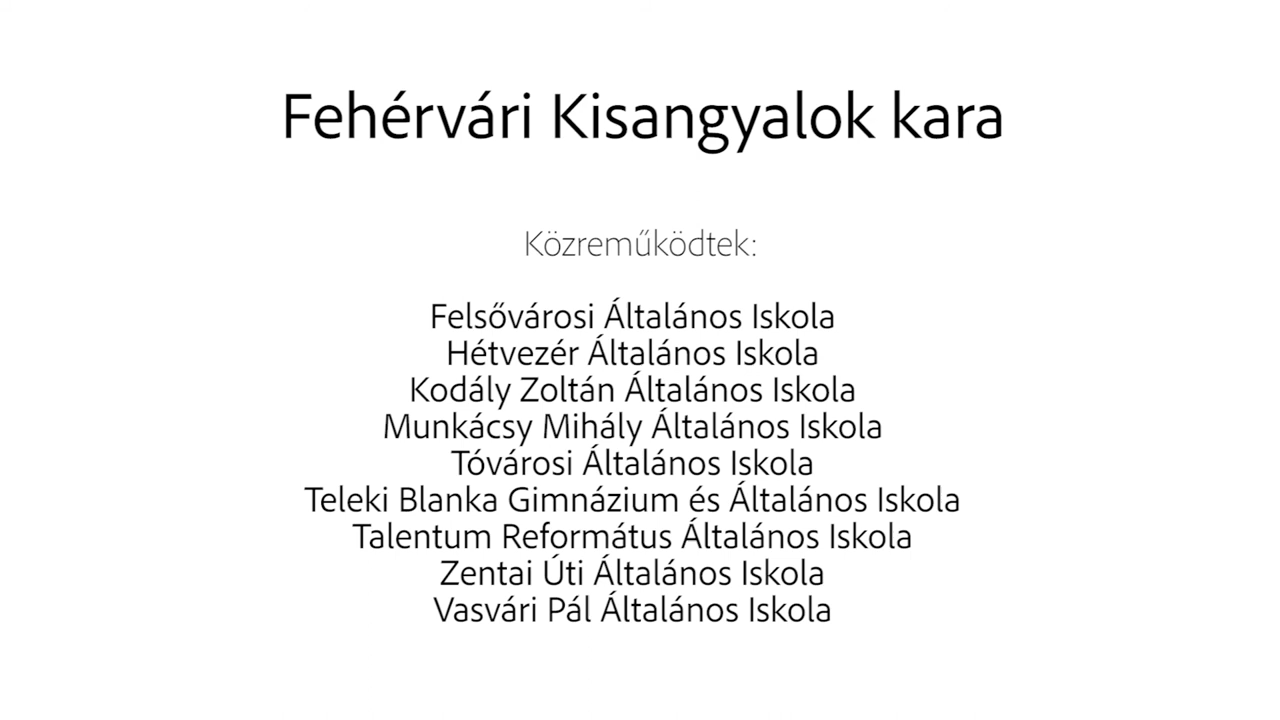 Fehérvári Kisangyalok kara
Közreműködtek:
Felsővárosi Általános Iskola
Hétvezér Általános Iskola
Kodály Zoltán Általános Iskola
Munkácsy Mihály Általános Iskola
Tóvárosi Általános Iskola
Teleki Blanka Gimnázium és Általános Iskola
Talentum Református Általános Iskola
Zentai Úti Általános Iskola
Vasvári Pál Általános Iskola